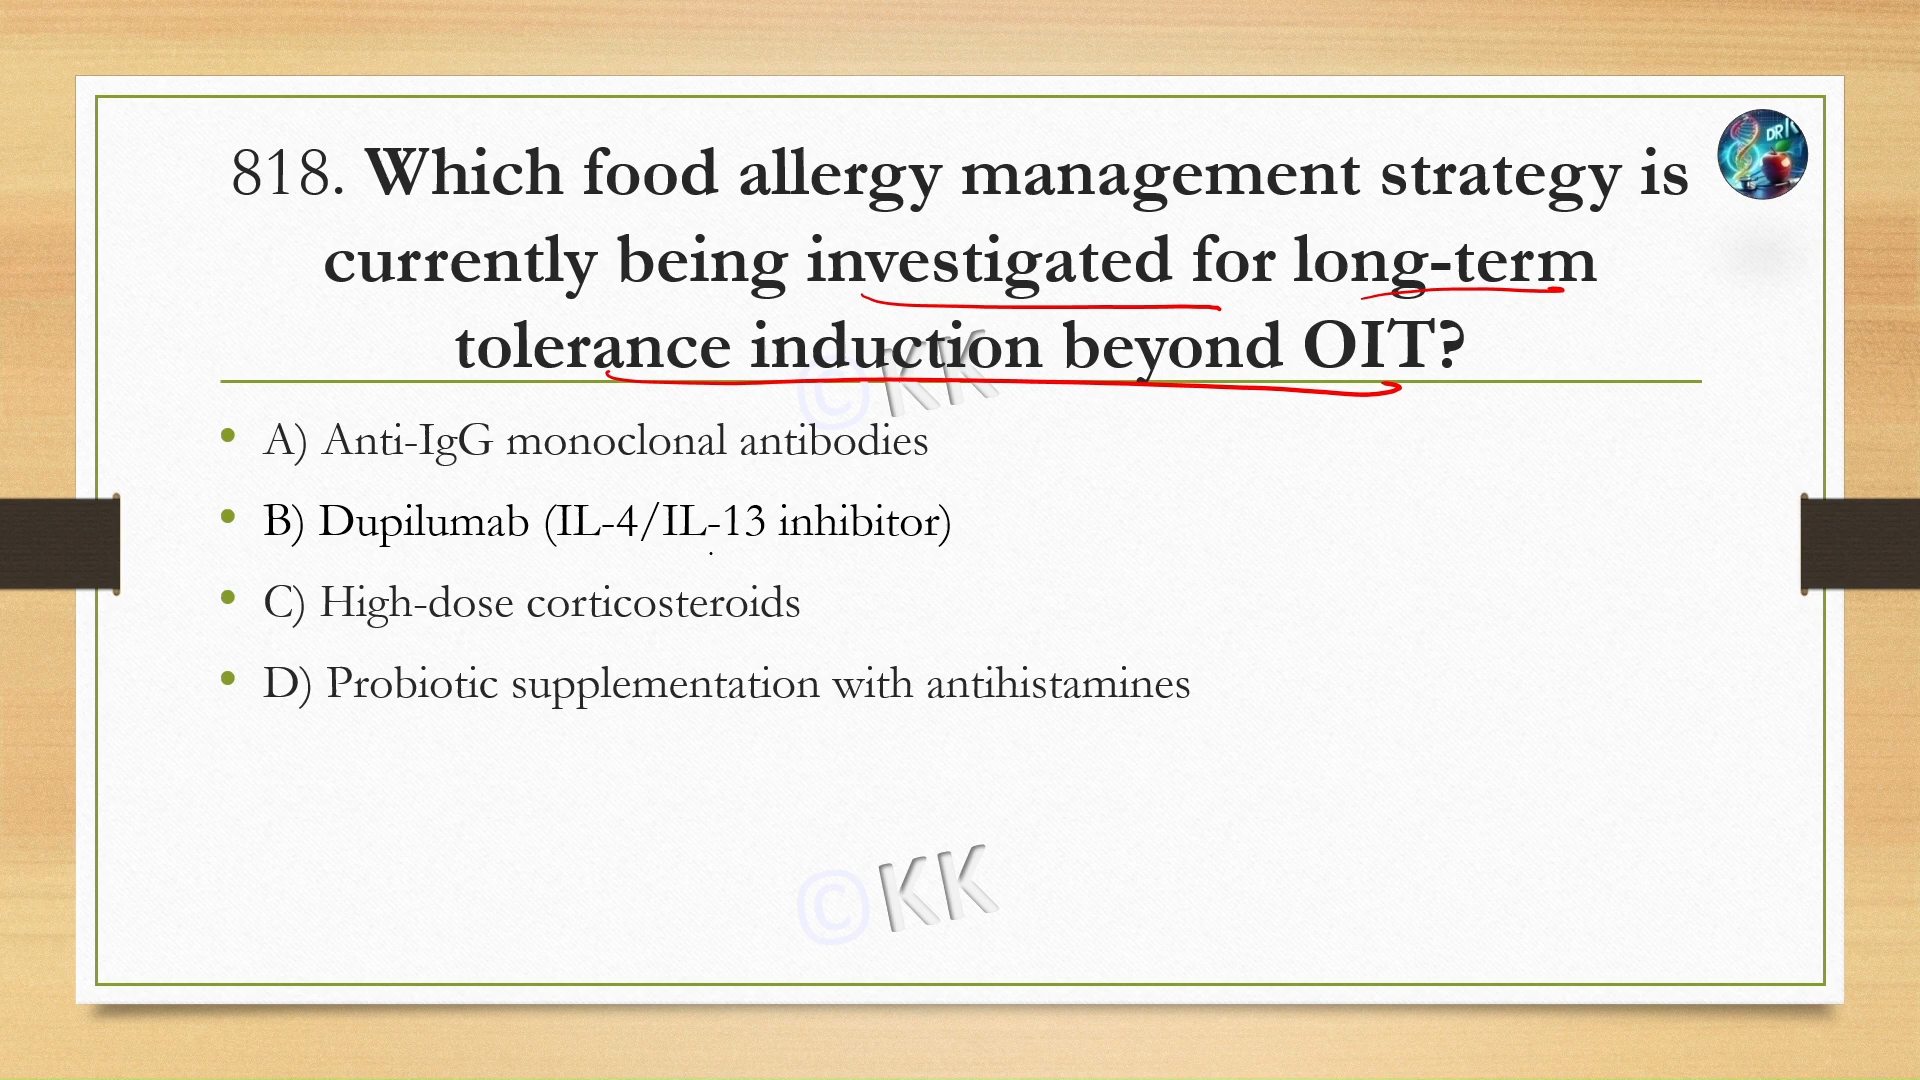 DR
818. Which food allergy management strategy is
currently being investigated for long-term
tolerance induction beyond OIT?
©KK
• A) Anti-IgG monoclonal antibodies
• B) Dupilumab (IL-4/IL-13 inhibitor)
• C) High-dose corticosteroids
• D) Probiotic supplementation with antihistamines
©KK